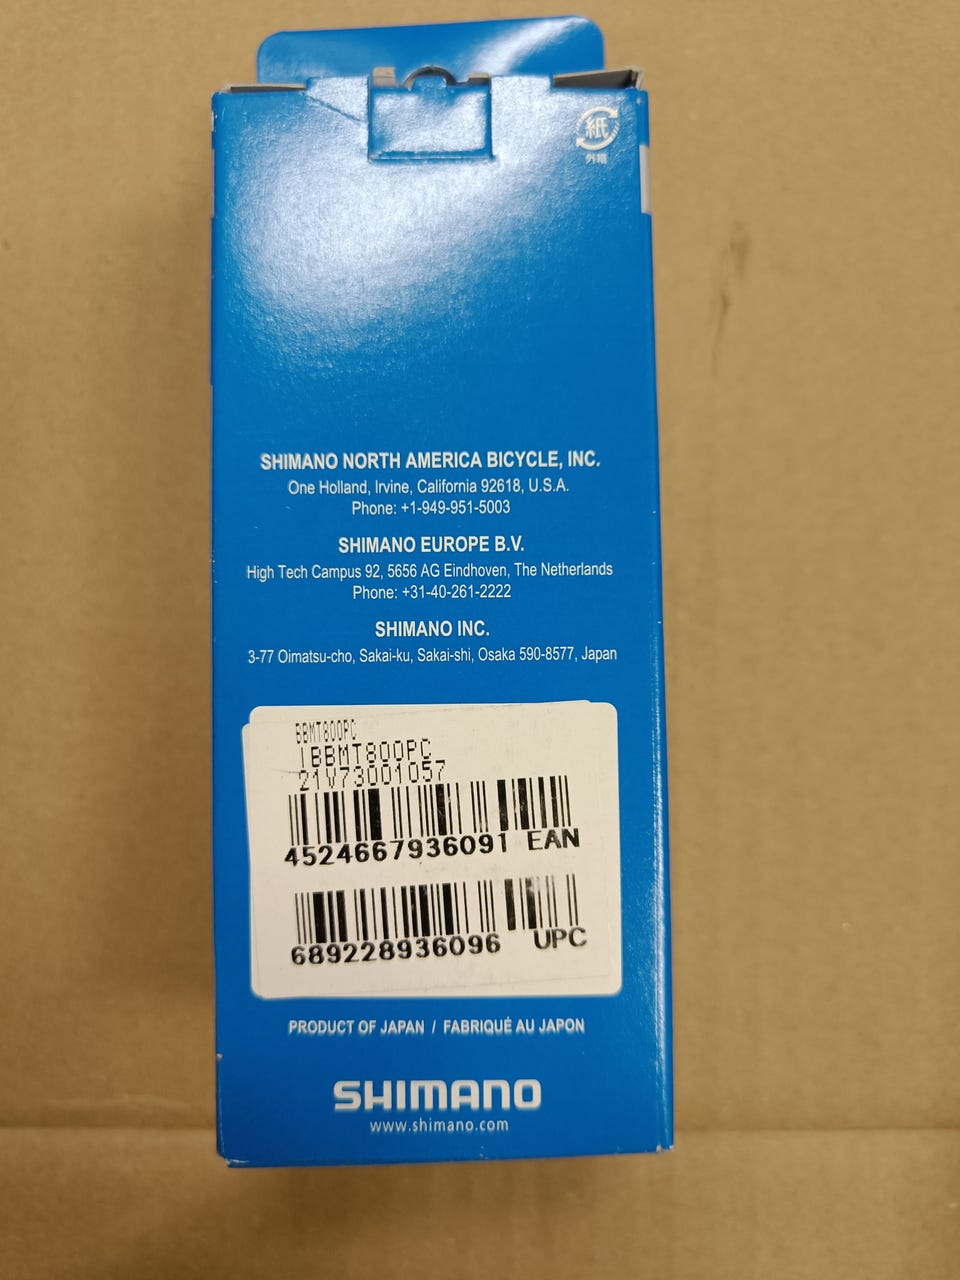 紙
外箱
SHIMANO NORTH AMERICA BICYCLE, INC.
One Holland, Irvine, California 92618, U.S.A.
Phone: +1-949-951-5003
SHIMANO EUROPE B.V.
High Tech Campus 92, 5656 AG Eindhoven, The Netherlands
Phone: +31-40-261-2222
SHIMANO INC.
3-77 Oimatsu-cho, Sakai-ku, Sakai-shi, Osaka 590-8577, Japan
BBMT800PC
IBBMT800PC
21V73001057
4524667936091 EAN
689228936096 UPC
PRODUCT OF JAPAN / FABRIQUÉ AU JAPON
SHIMANO
www.shimano.com